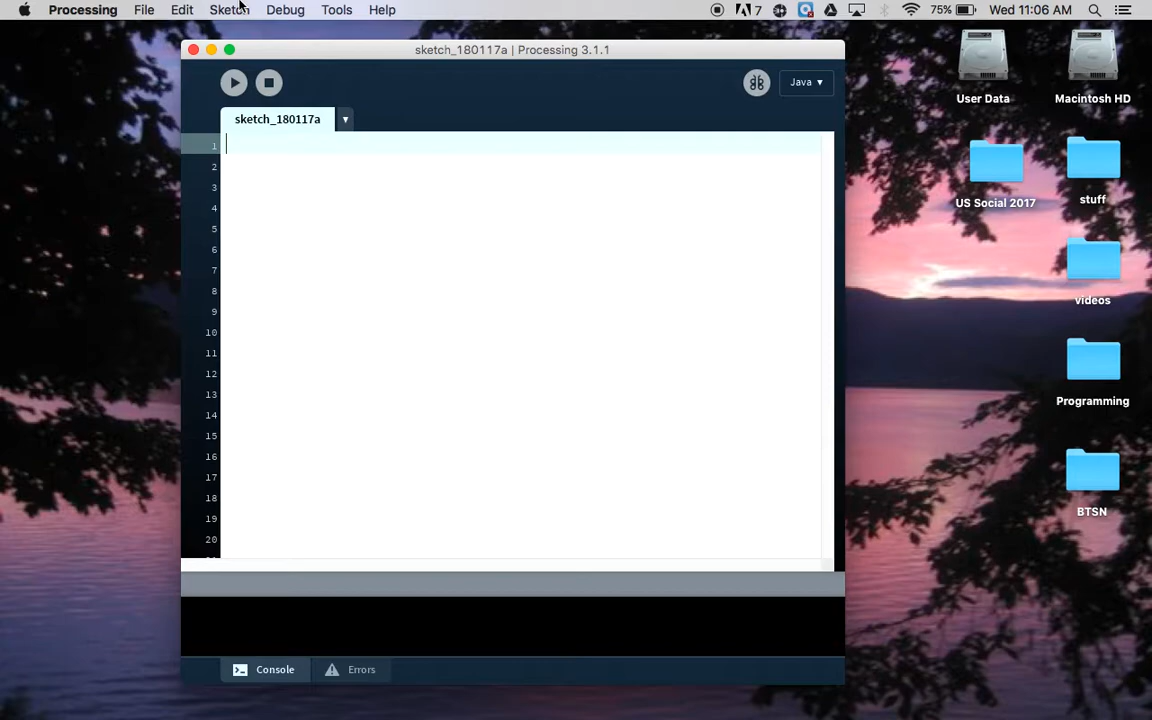 Processing File Edit Sketch Debug Tools Help 7 75% Wed 11:06 AM
sketch_180117a | Processing 3.1.1
Java ▾
sketch_180117a
1
2
3
4
5
6
7
8
9
10
11
12
13
14
15
16
17
18
19
20
Console Errors
User Data Macintosh HD
US Social 2017 stuff
videos
Programming
BTSN